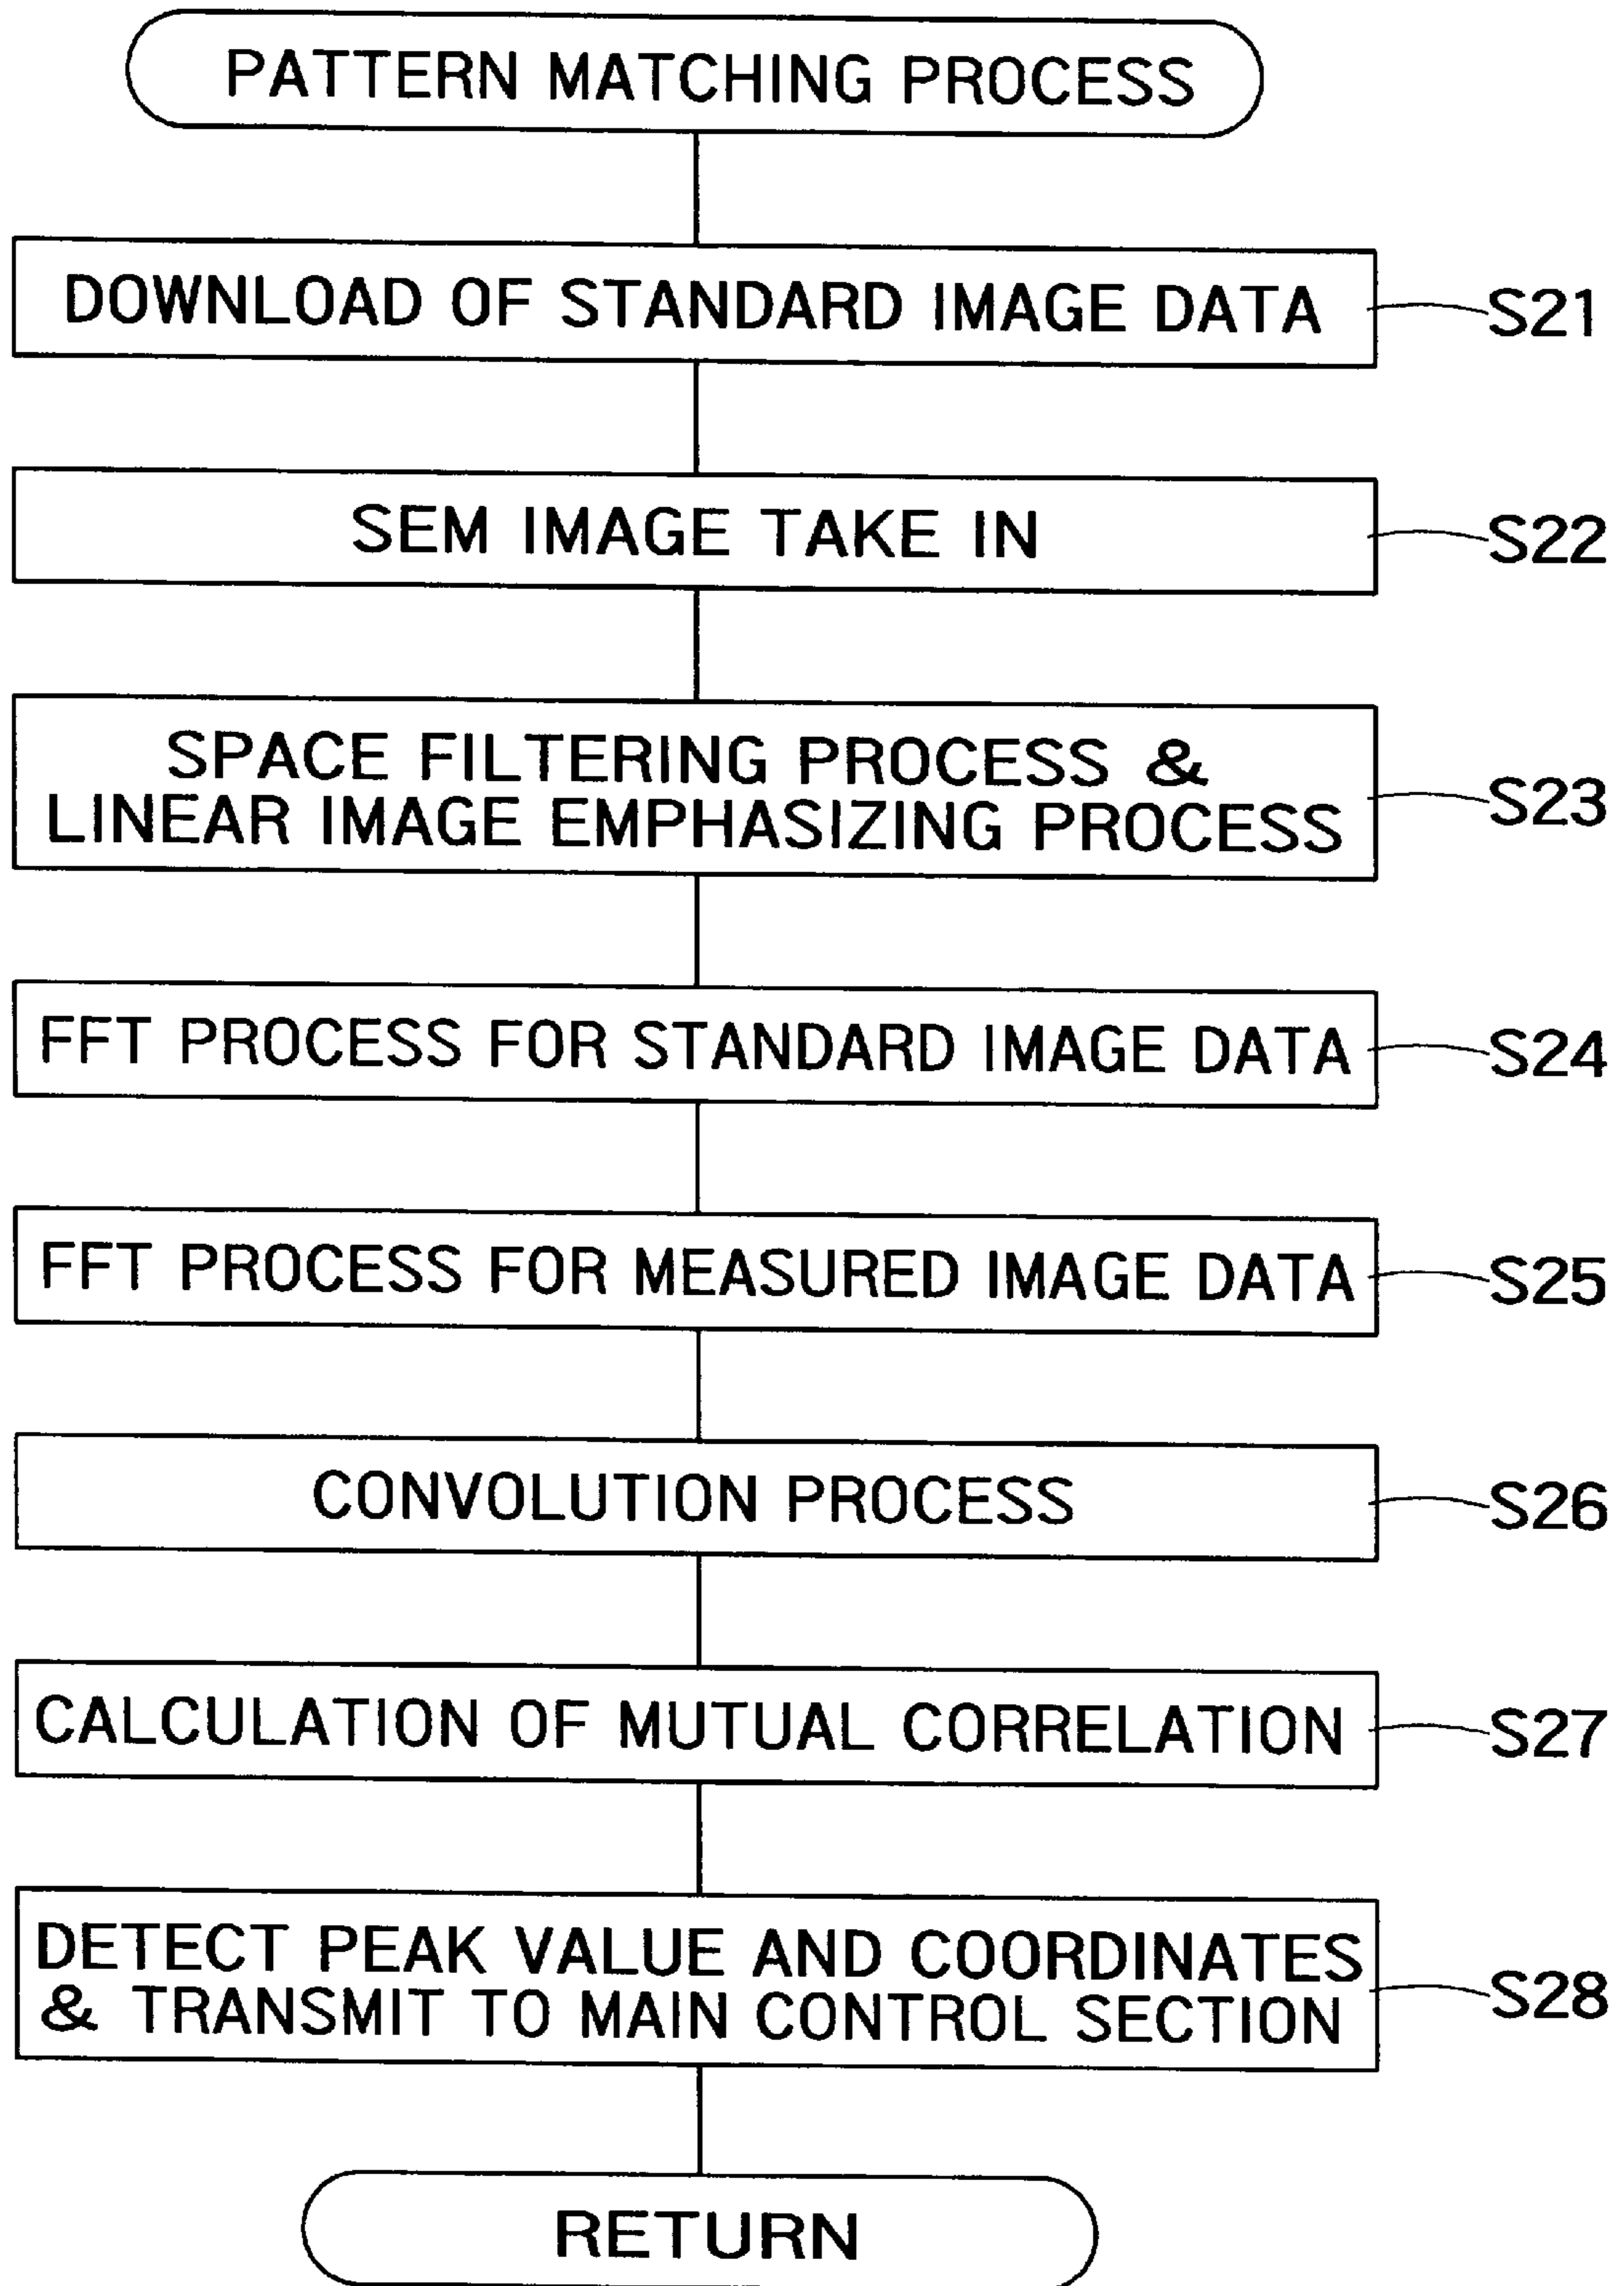 PATTERN MATCHING PROCESS
DOWNLOAD OF STANDARD IMAGE DATA
S21
SEM IMAGE TAKE IN
S22
SPACE FILTERING PROCESS &
LINEAR IMAGE EMPHASIZING PROCESS
S23
FFT PROCESS FOR STANDARD IMAGE DATA
S24
FFT PROCESS FOR MEASURED IMAGE DATA
S25
CONVOLUTION PROCESS
S26
CALCULATION OF MUTUAL CORRELATION
S27
DETECT PEAK VALUE AND COORDINATES
& TRANSMIT TO MAIN CONTROL SECTION
S28
RETURN